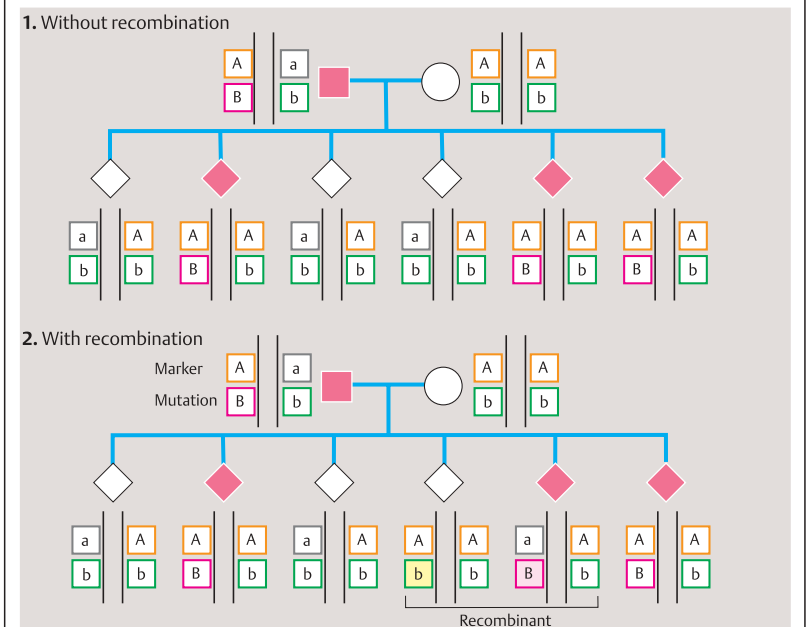 1. Without recombination
A a A A
B b b b
a A A A a A a A A A A A
b b B b b b b b B b B b
2. With recombination
Marker A a A A
Mutation B b b b
a A A A a A A A a A A A
b b B b b b b b B b B b
Recombinant